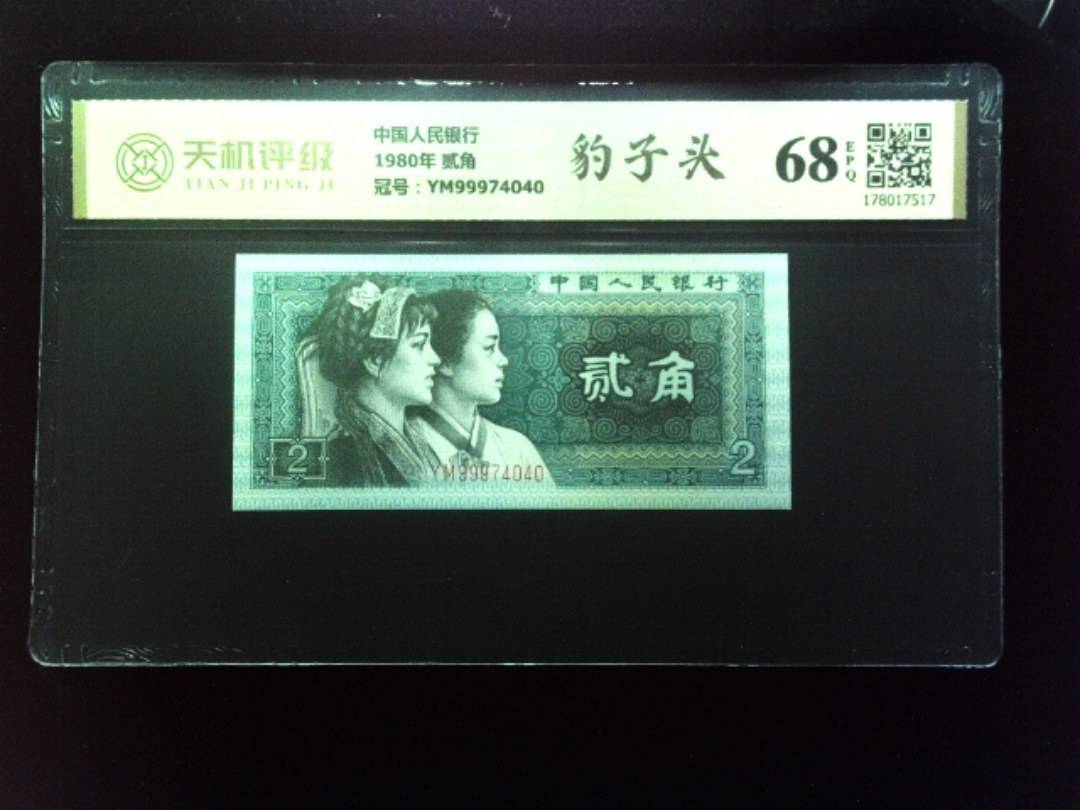 天机评级
TIAN JI PING JI
中国人民银行
1980年 贰角
冠号：YM99974040
豹子头
68
EPQ
178017517
中国人民银行
贰角
2
2
YM99974040